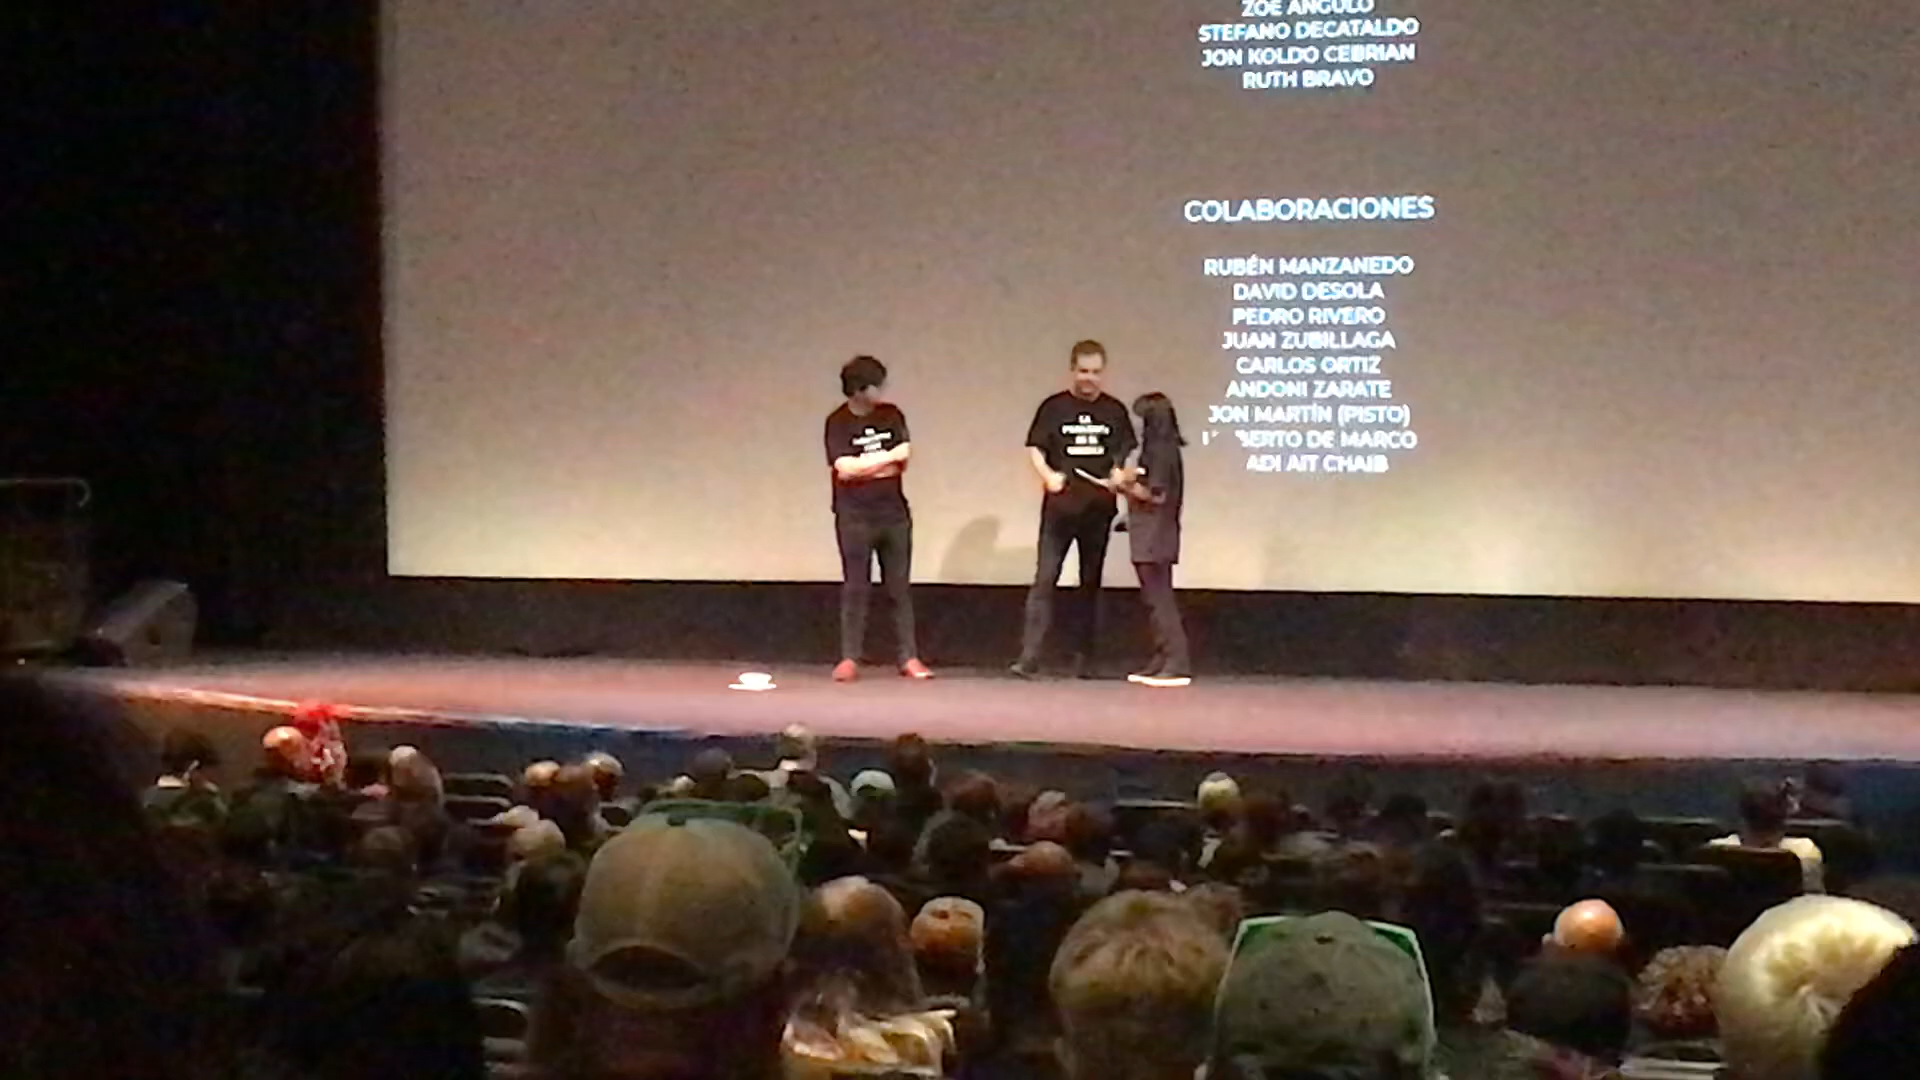 ZOE ANGULO
STEFANO DECATALDO
JON KOLDO CEBRIAN
RUTH BRAVO
COLABORACIONES
RUBÉN MANZANEDO
DAVID DESOLA
PEDRO RIVERO
JUAN ZUBILLAGA
CARLOS ORTIZ
ANDONI ZARATE
JON MARTÍN (PISTO)
DE MARCO
AIT CHAIB
LA